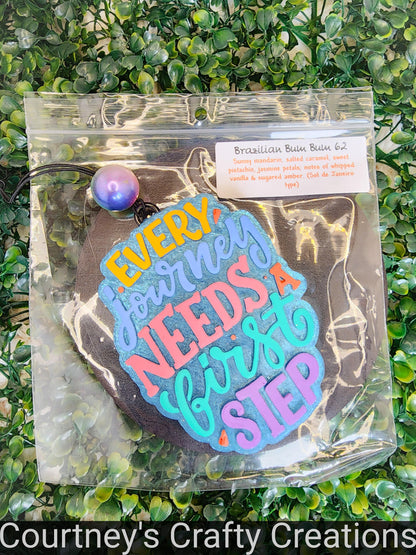 Brazilian Bum Bum 62
Sunny mandarin, salted caramel, sweet
pistachio, jasmine petals, notes of whipped
vanilla & sugared amber. (Sol de Janeiro
type)
EVERY
journey
NEEDS A
first
STEP
Courtney's Crafty Creations